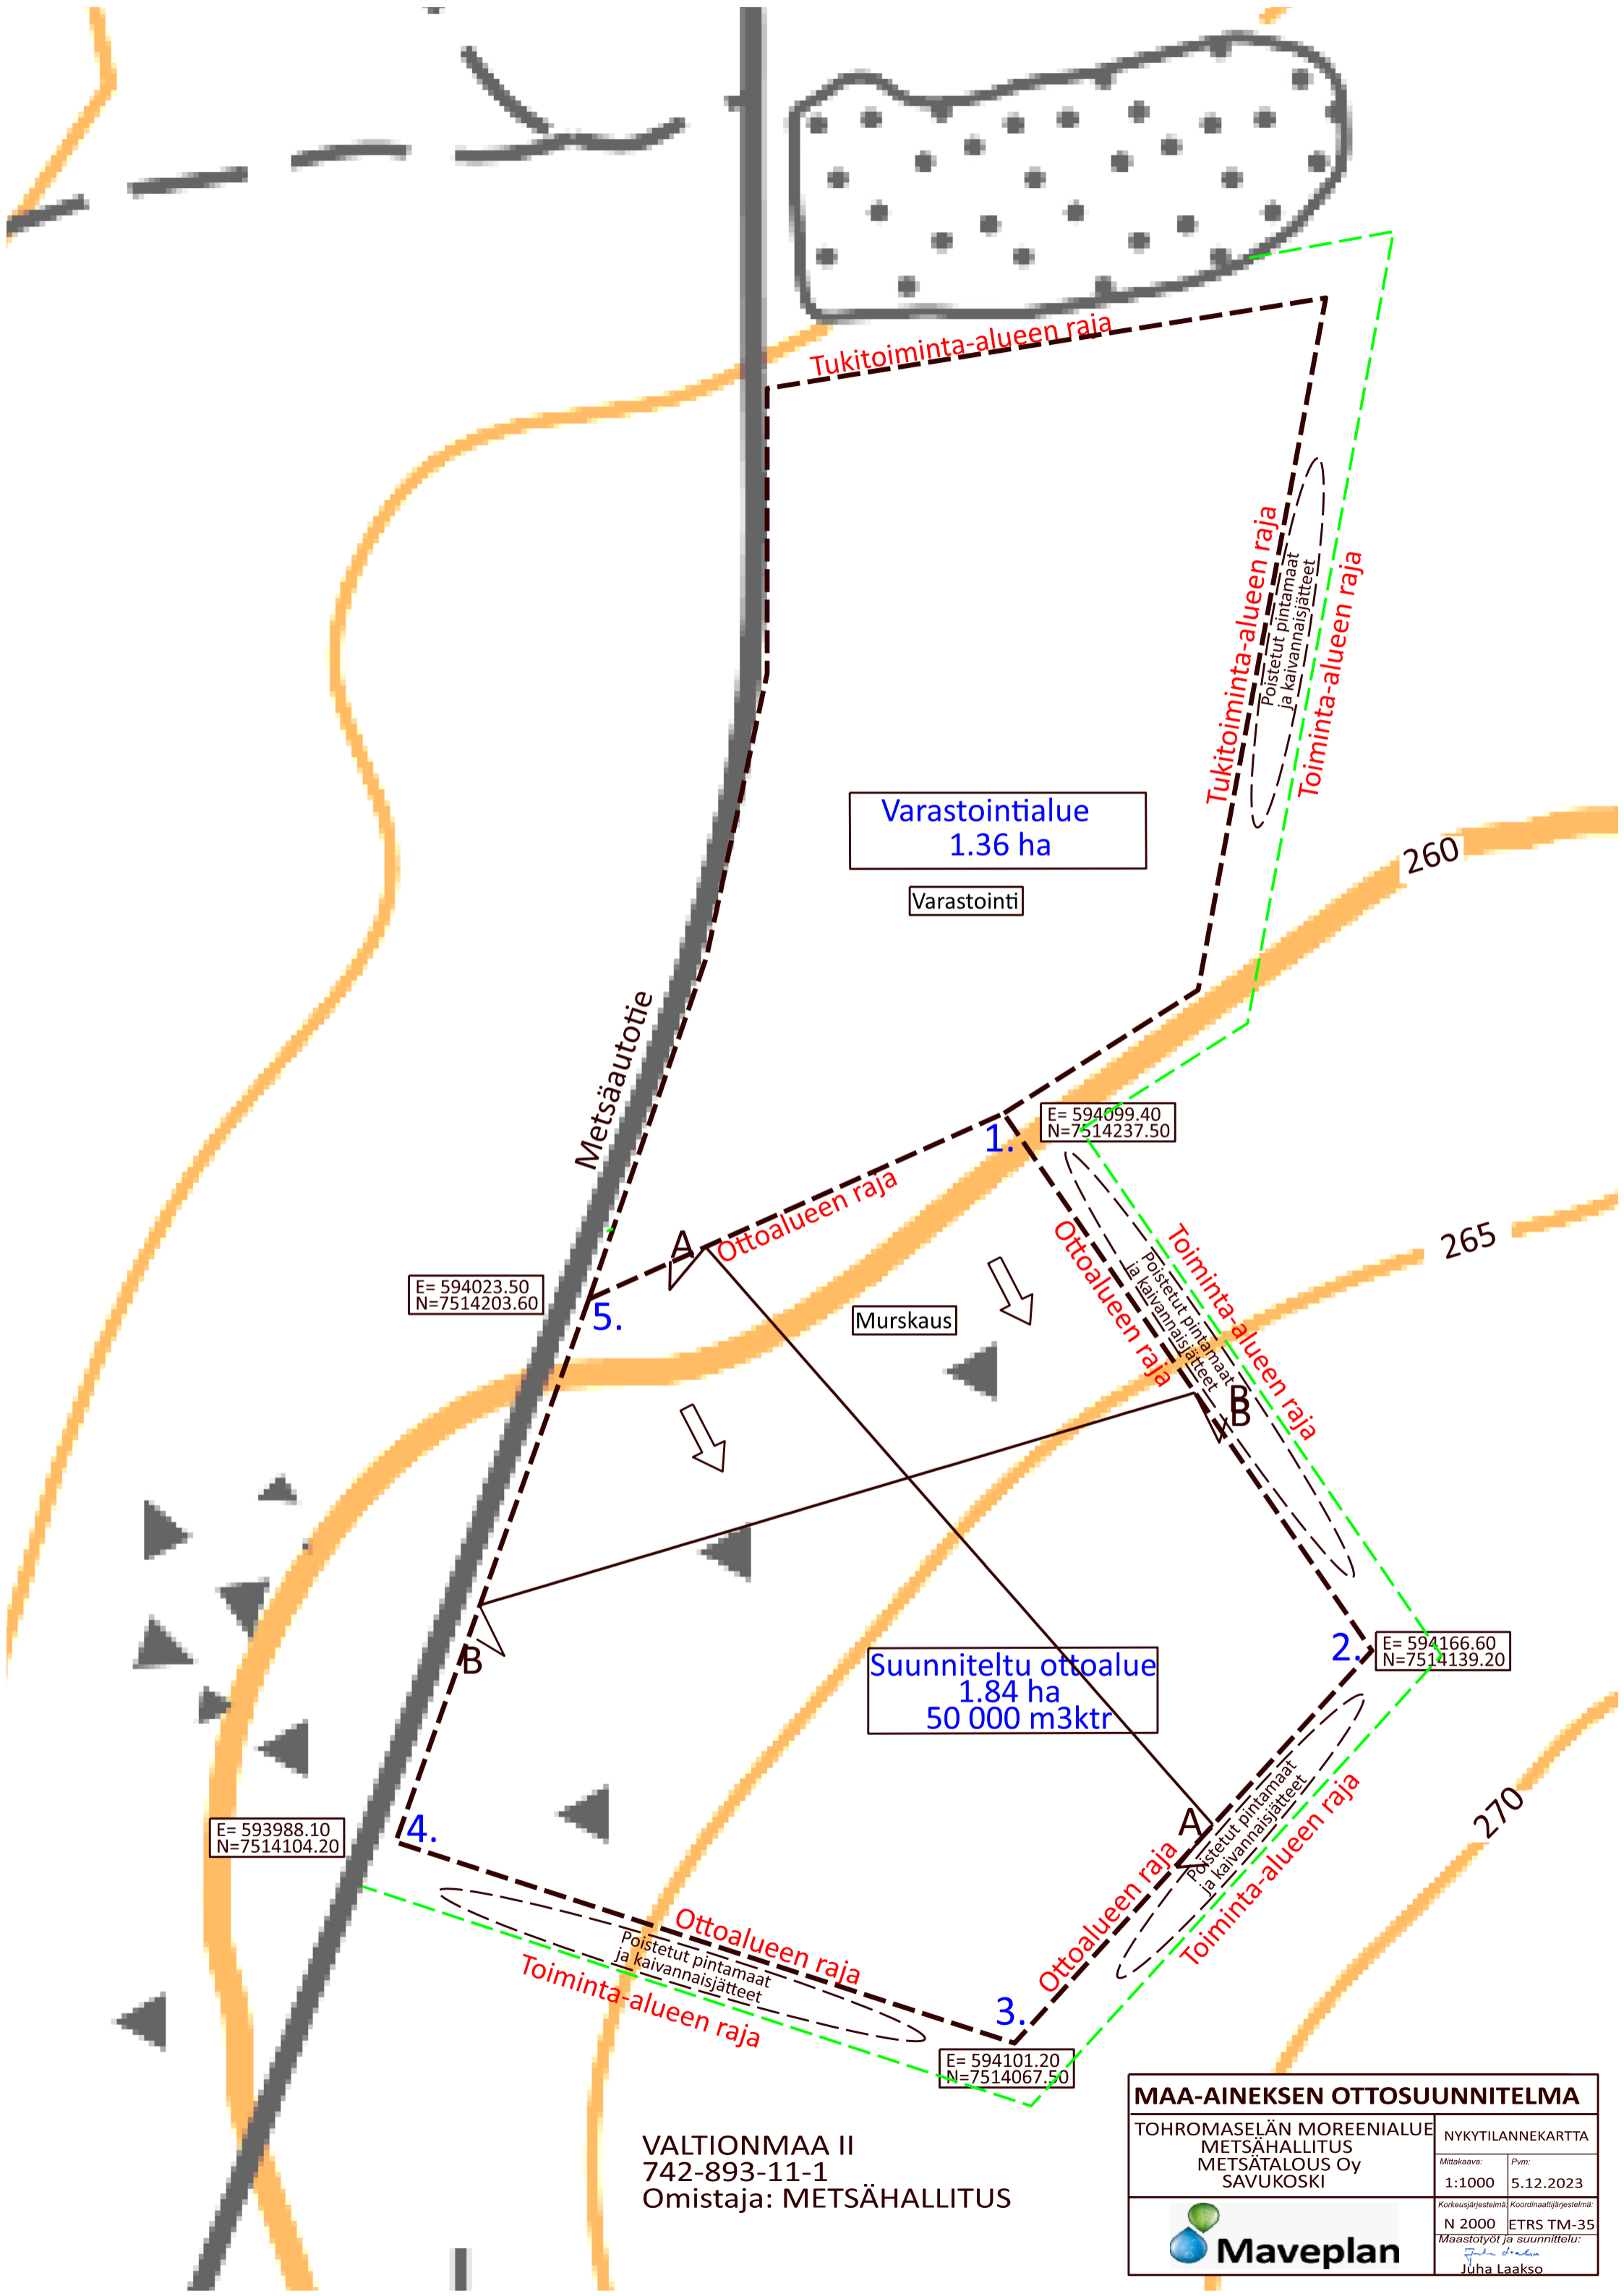 Tukitoiminta-alueen raja
Tukitoiminta-alueen raja
Poistetut pintamaat
ja kaivannaisjätteet
Toiminta-alueen raja
Varastointialue
1.36 ha
Varastointi
260
Metsäautotie
1.
E= 594099.40
N=7514237.50
Ottoalueen raja
A
265
E= 594023.50
N=7514203.60
5.
Murskaus
Ottoalueen raja
Poistetut pintamaat
ja kaivannaisjätteet
Toiminta-alueen raja
B
B
B
2.
E= 594166.60
N=7514139.20
Suunniteltu ottoalue
1.84 ha
50 000 m3ktr
A
270
Poistetut pintamaat
ja kaivannaisjätteet
Ottoalueen raja
Toiminta-alueen raja
4.
E= 593988.10
N=7514104.20
Ottoalueen raja
Poistetut pintamaat
ja kaivannaisjätteet
Toiminta-alueen raja
3.
E= 594101.20
N=7514067.50
VALTIONMAA II
742-893-11-1
Omistaja: METSÄHALLITUS
MAA-AINEKSEN OTTOSUUNNITELMA
TOHROMASELÄN MOREENIALUE
METSÄHALLITUS
METSÄTALOUS Oy
SAVUKOSKI
NYKYTILANNEKARTTA
Mittakaava:
1:1000
Pvm:
5.12.2023
Korkeusjärjestelmä:
N 2000
Koordinaattijärjestelmä:
ETRS TM-35
Maastotyöt ja suunnittelu:
Juha Laakso
Juha Laakso
Maveplan